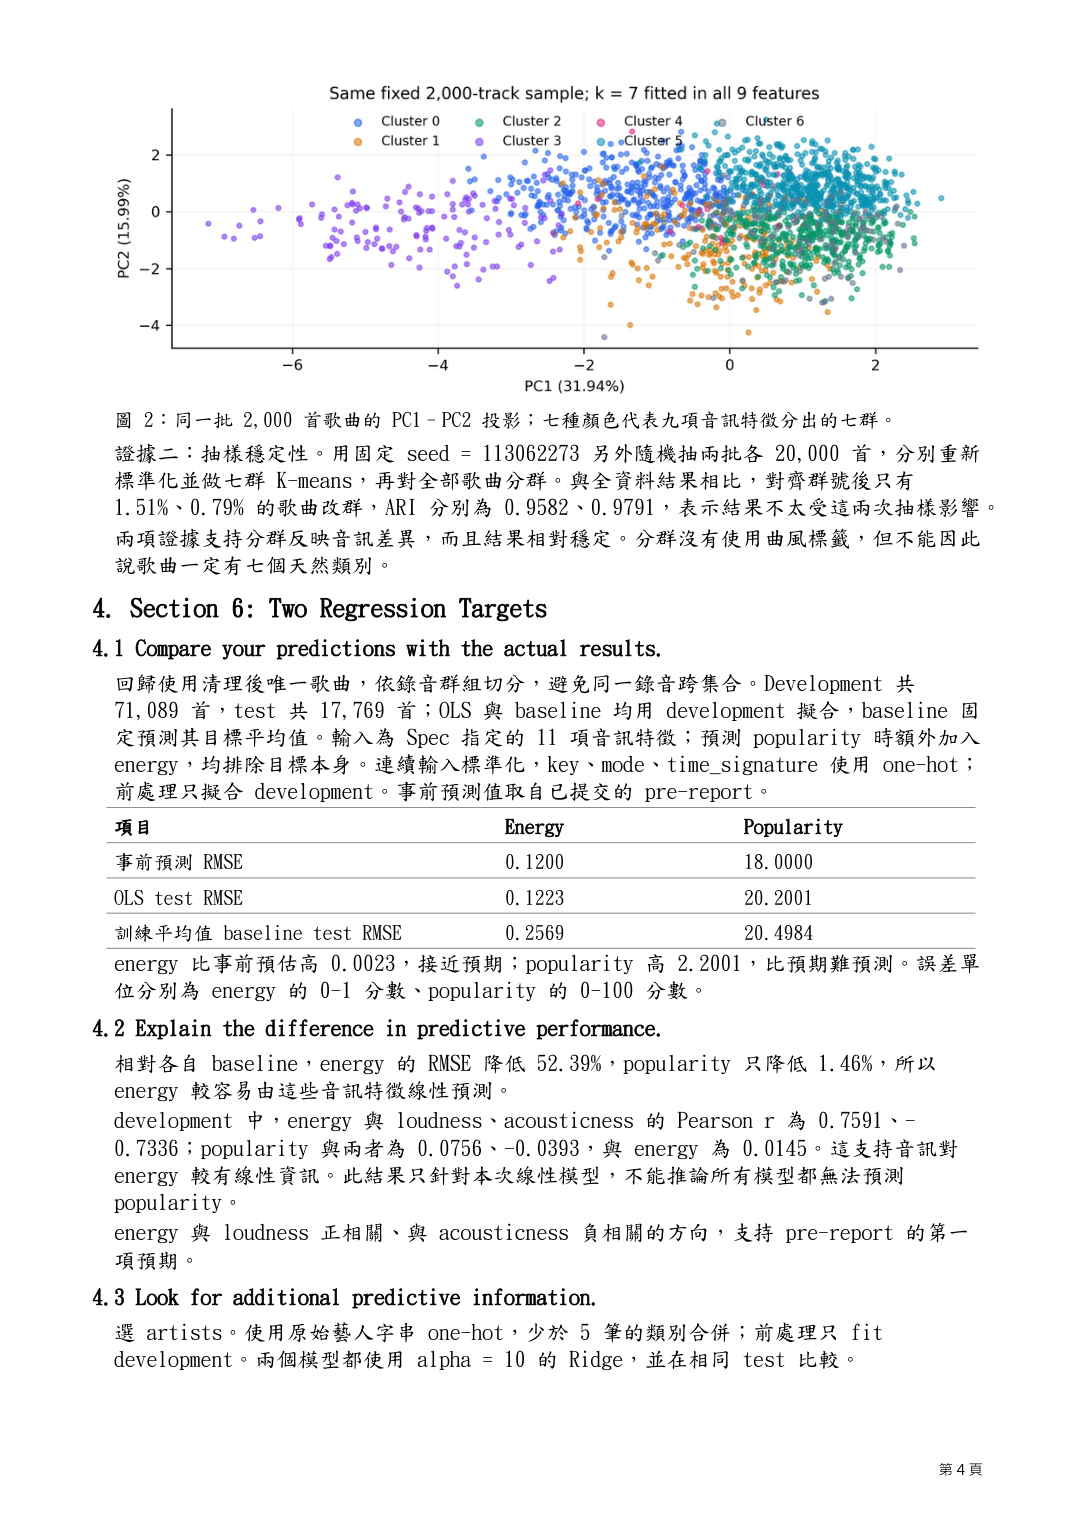 Same fixed 2,000-track sample; k = 7 fitted in all 9 features
Cluster 0 Cluster 2 Cluster 4 Cluster 6
Cluster 1 Cluster 3 Cluster 5
2
0
−2
−4
PC2 (15.99%)
−6 −4 −2 0 2
PC1 (31.94%)
圖 2：同一批 2,000 首歌曲的 PC1–PC2 投影；七種顏色代表九項音訊特徵分出的七群。
證據二：抽樣穩定性。用固定 seed = 113062273 另外隨機抽兩批各 20,000 首，分別重新
標準化並做七群 K-means，再對全部歌曲分群。與全資料結果相比，對齊群號後只有
1.51%、0.79% 的歌曲改群，ARI 分別為 0.9582、0.9791，表示結果不太受這兩次抽樣影響。
兩項證據支持分群反映音訊差異，而且結果相對穩定。分群沒有使用曲風標籤，但不能因此
說歌曲一定有七個天然類別。
4. Section 6: Two Regression Targets
4.1 Compare your predictions with the actual results.
回歸使用清理後唯一歌曲，依錄音群組切分，避免同一錄音跨集合。Development 共
71,089 首，test 共 17,769 首；OLS 與 baseline 均用 development 擬合，baseline 固
定預測其目標平均值。輸入為 Spec 指定的 11 項音訊特徵；預測 popularity 時額外加入
energy，均排除目標本身。連續輸入標準化，key、mode、time_signature 使用 one-hot；
前處理只擬合 development。事前預測值取自已提交的 pre-report。
項目 Energy Popularity
事前預測 RMSE 0.1200 18.0000
OLS test RMSE 0.1223 20.2001
訓練平均值 baseline test RMSE 0.2569 20.4984
energy 比事前預估高 0.0023，接近預期；popularity 高 2.2001，比預期難預測。誤差單
位分別為 energy 的 0-1 分數、popularity 的 0-100 分數。
4.2 Explain the difference in predictive performance.
相對各自 baseline，energy 的 RMSE 降低 52.39%，popularity 只降低 1.46%，所以
energy 較容易由這些音訊特徵線性預測。
development 中，energy 與 loudness、acousticness 的 Pearson r 為 0.7591、-
0.7336；popularity 與兩者為 0.0756、-0.0393，與 energy 為 0.0145。這支持音訊對
energy 較有線性資訊。此結果只針對本次線性模型，不能推論所有模型都無法預測
popularity。
energy 與 loudness 正相關、與 acousticness 負相關的方向，支持 pre-report 的第一
項預期。
4.3 Look for additional predictive information.
選 artists。使用原始藝人字串 one-hot，少於 5 筆的類別合併；前處理只 fit
development。兩個模型都使用 alpha = 10 的 Ridge，並在相同 test 比較。
第 4 頁